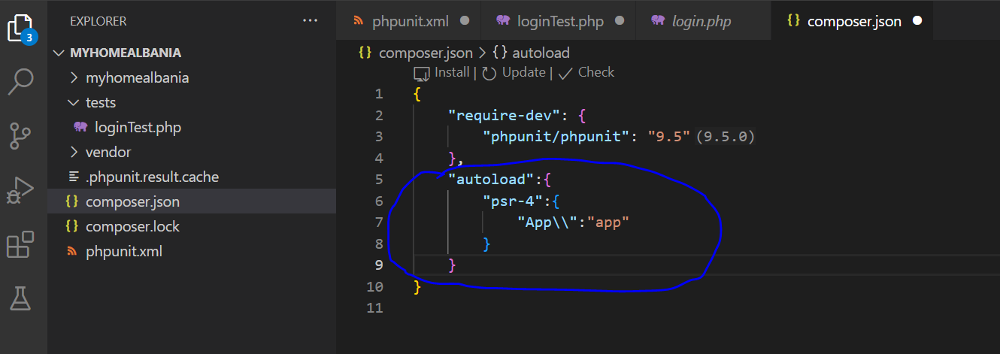 EXPLORER
MYHOMEALBANIA
myhomealbania
tests
loginTest.php
vendor
.phpunit.result.cache
composer.json
composer.lock
phpunit.xml
3
phpunit.xml
loginTest.php
login.php
composer.json
composer.json > {} autoload
Install | Update | Check
1 {
2 "require-dev": {
3 "phpunit/phpunit": "9.5" (9.5.0)
4 },
5 "autoload":{
6 "psr-4":{
7 "App\\":"app"
8 }
9 }
10 }
11